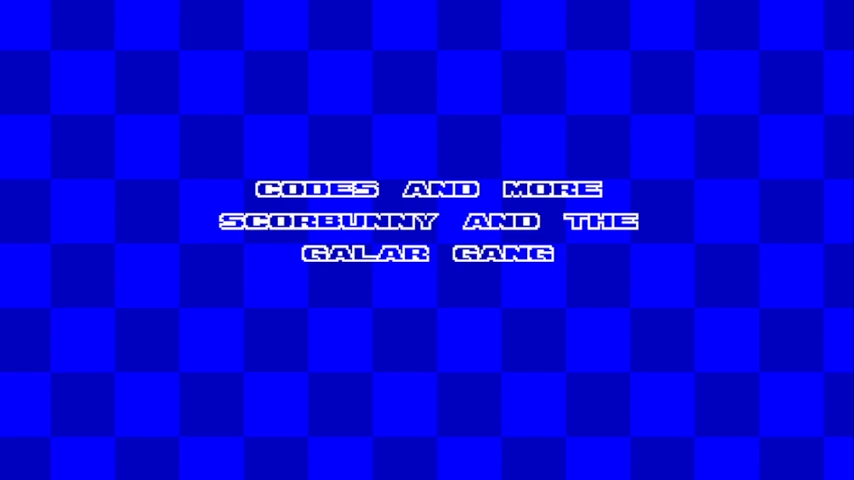 CODES AND MORE
SCORBUNNY AND THE
GALAR GANG